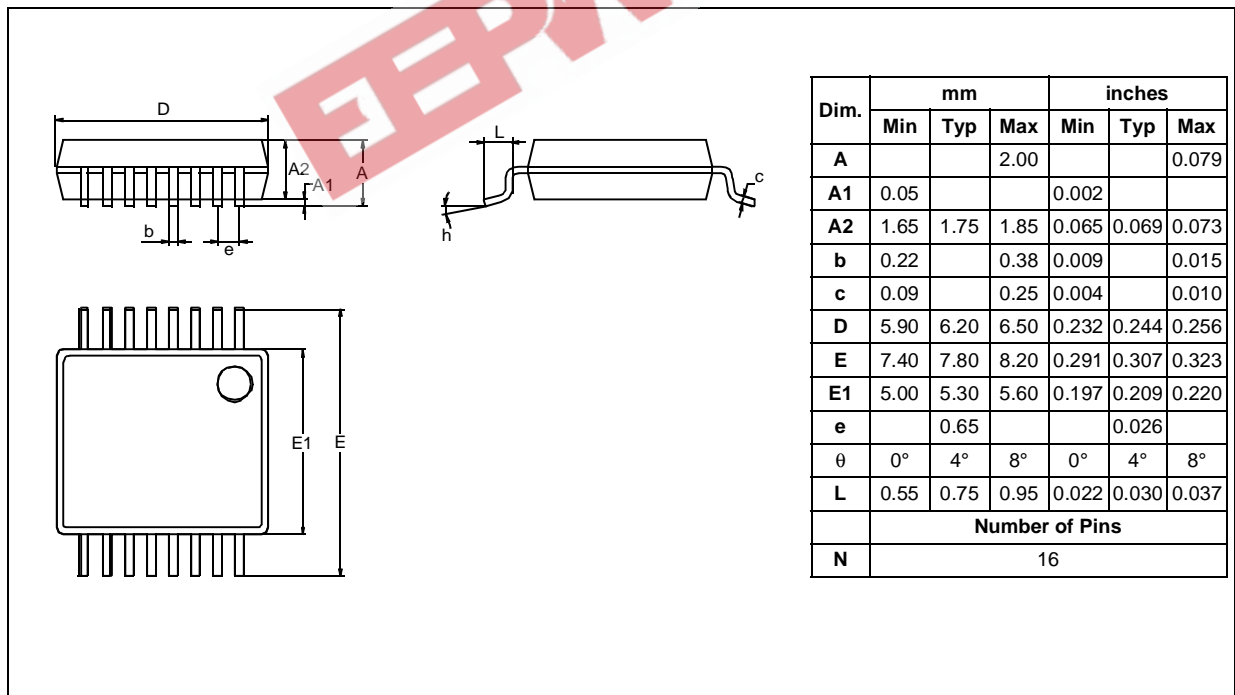 EEPW
D
A2
A
A1
b
e
L
c
h
E1
E
Dim. mm inches
Min Typ Max Min Typ Max
A 2.00 0.079
A1 0.05 0.002
A2 1.65 1.75 1.85 0.065 0.069 0.073
b 0.22 0.38 0.009 0.015
c 0.09 0.25 0.004 0.010
D 5.90 6.20 6.50 0.232 0.244 0.256
E 7.40 7.80 8.20 0.291 0.307 0.323
E1 5.00 5.30 5.60 0.197 0.209 0.220
e 0.65 0.026
θ 0° 4° 8° 0° 4° 8°
L 0.55 0.75 0.95 0.022 0.030 0.037
Number of Pins
N 16